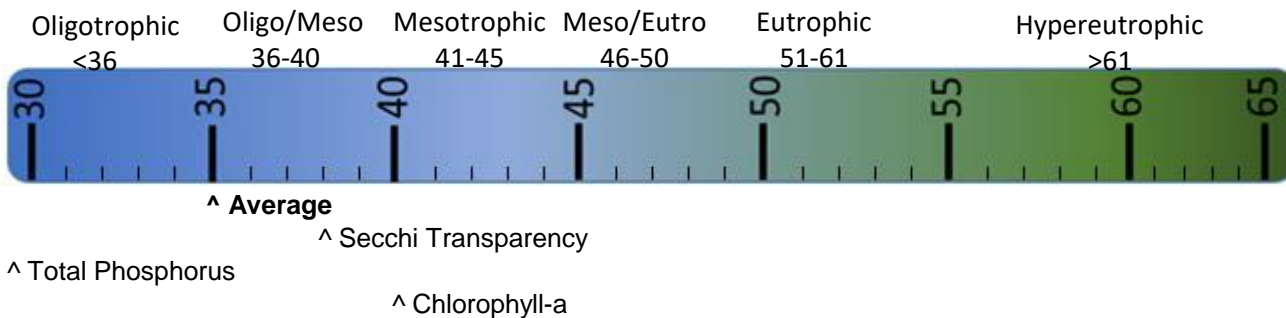 Oligotrophic Oligo/Meso Mesotrophic Meso/Eutro Eutrophic Hypereutrophic
<36 36-40 41-45 46-50 51-61 >61
30 35 40 45 50 55 60 65
^ Average
^ Secchi Transparency
^ Total Phosphorus
^ Chlorophyll-a